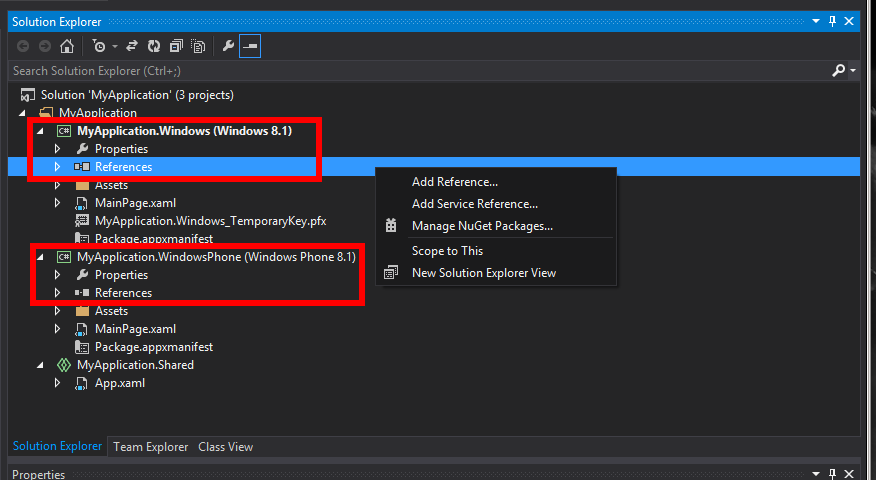 Solution Explorer
Search Solution Explorer (Ctrl+;)
Solution 'MyApplication' (3 projects)
MyApplication
C# MyApplication.Windows (Windows 8.1)
Properties
References
Assets
MainPage.xaml
MyApplication.Windows_TemporaryKey.pfx
Package.appxmanifest
C# MyApplication.WindowsPhone (Windows Phone 8.1)
Properties
References
Assets
MainPage.xaml
Package.appxmanifest
MyApplication.Shared
App.xaml
Add Reference...
Add Service Reference...
Manage NuGet Packages...
Scope to This
New Solution Explorer View
Solution Explorer Team Explorer Class View
Properties